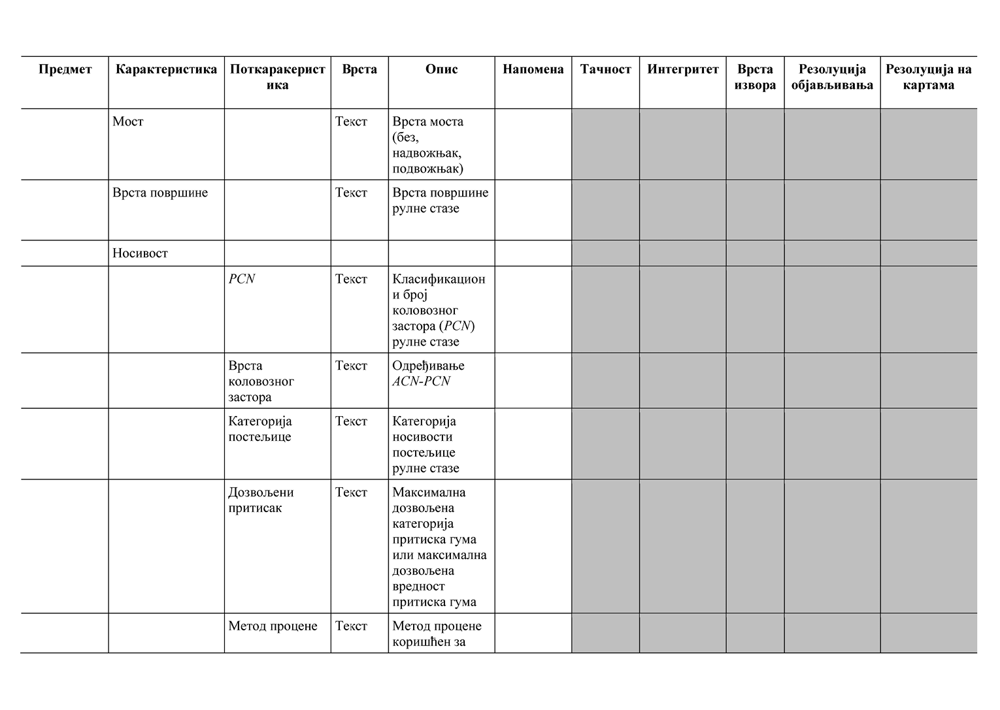 Предмет
Карактеристика
Поткаракерист
ика
Врста
Опис
Напомена
Тачност
Интегритет
Врста
извора
Резолуција
објављивања
Резолуција на
картама
Мост
Текст
Врста моста
(без,
надвожњак,
подвожњак)
Врста површине
Текст
Врста површине
рулне стазе
Носивост
PCN
Текст
Класификацион
и број
коловозног
застора (PCN)
рулне стазе
Врста
коловозног
застора
Текст
Одређивање
ACN-PCN
Категорија
постељице
Текст
Категорија
носивости
постељице
рулне стазе
Дозвољени
притисак
Текст
Максимална
дозвољена
категорија
притиска гума
или максимална
дозвољена
вредност
притиска гума
Метод процене
Текст
Метод процене
коришћен за